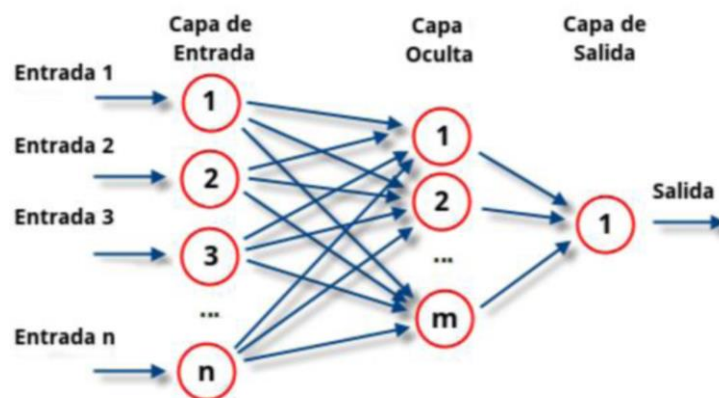 Capa de
Entrada
Capa
Oculta
Capa de
Salida
Entrada 1
1
Entrada 2
2
Entrada 3
3
...
Entrada n
n
1
2
...
m
1
Salida